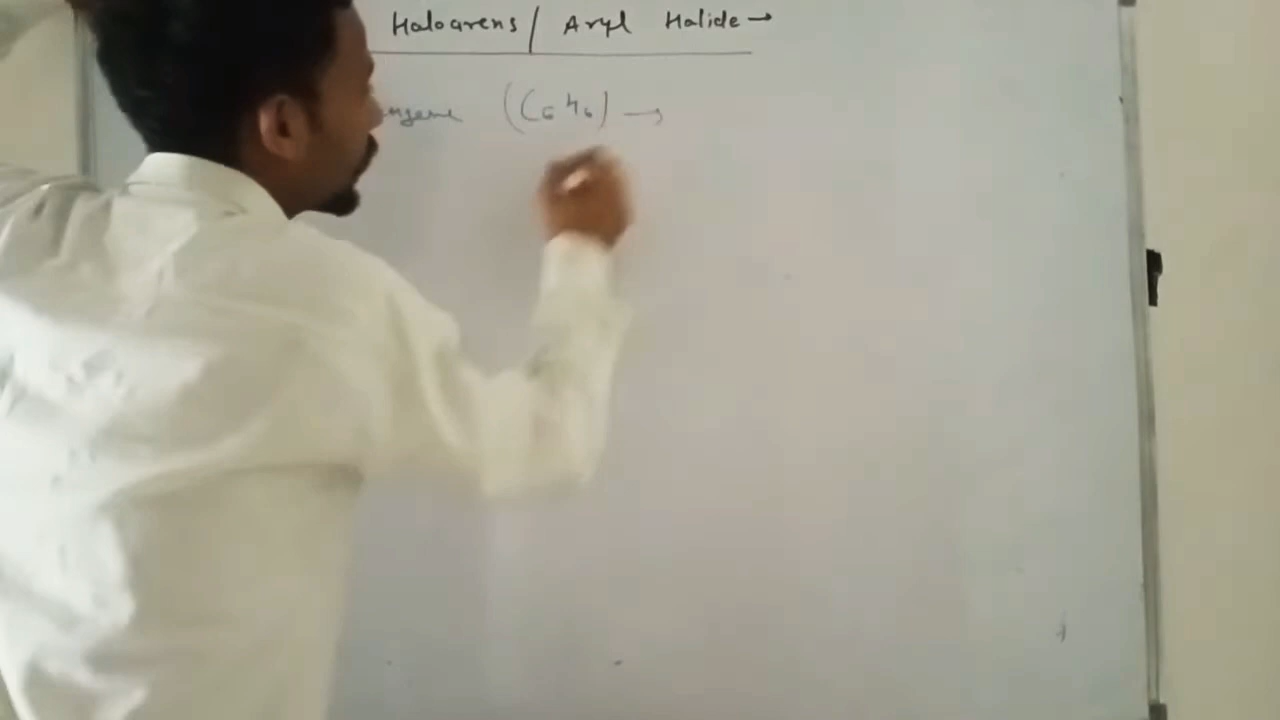 Haloarens / Aryl Halide →
(C6H6) →